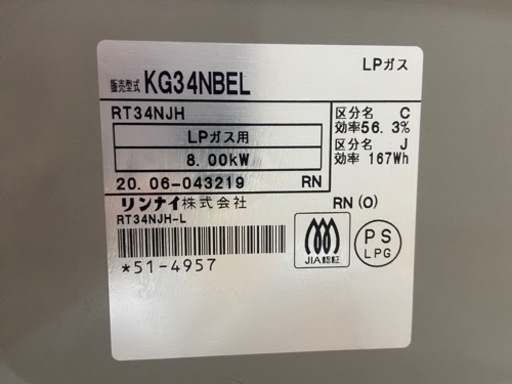 LPガス
販売型式 KG34NBEL
RT34NJH
LPガス用
8.00kW
区分名 C
効率56.3%
区分名 J
効率 167Wh
20.06-043219 RN
リンナイ株式会社 RN(O)
RT34NJH-L
*51-4957
JIA認証
PS
LPG